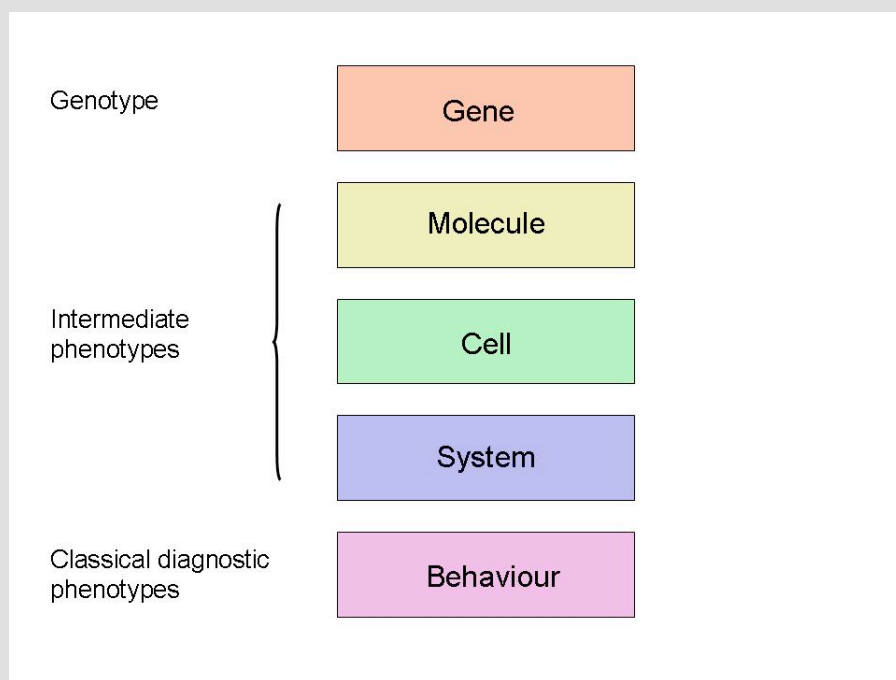 Genotype
Gene
Molecule
Intermediate
phenotypes
Cell
System
Classical diagnostic
phenotypes
Behaviour